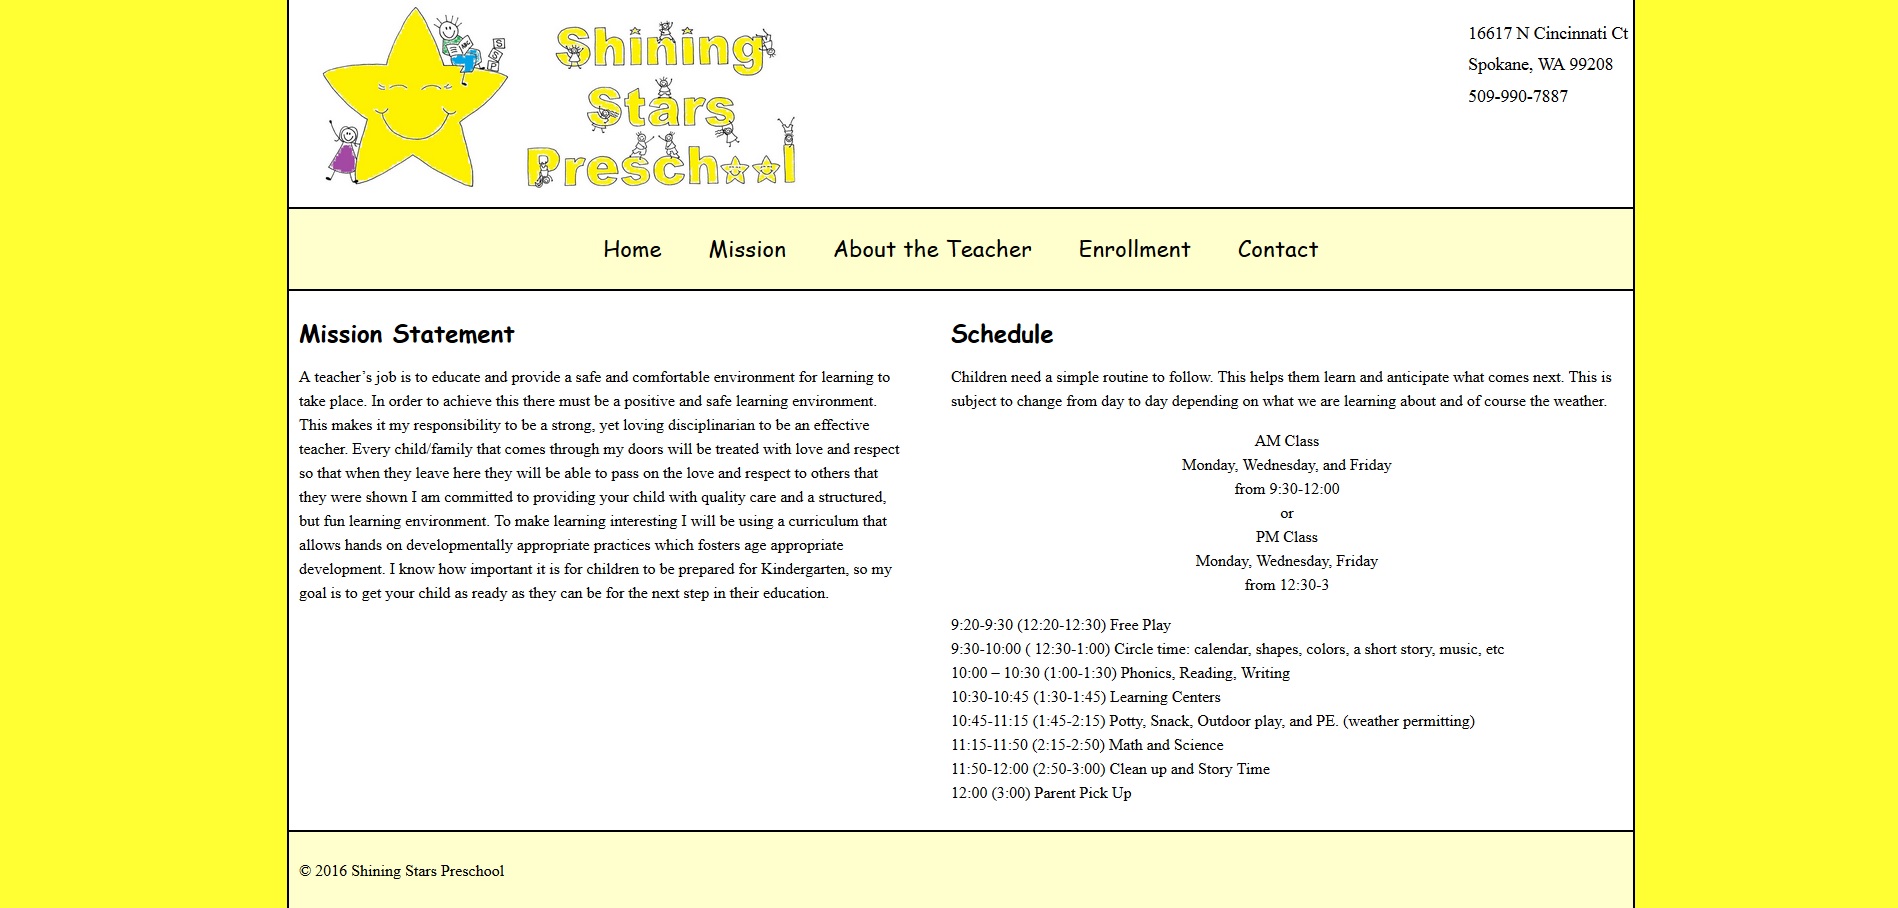 Shining
Stars
Preschool
16617 N Cincinnati Ct
Spokane, WA 99208
509-990-7887
Home Mission About the Teacher Enrollment Contact
Mission Statement
A teacher’s job is to educate and provide a safe and comfortable environment for learning to
take place. In order to achieve this there must be a positive and safe learning environment.
This makes it my responsibility to be a strong, yet loving disciplinarian to be an effective
teacher. Every child/family that comes through my doors will be treated with love and respect
so that when they leave here they will be able to pass on the love and respect to others that
they were shown I am committed to providing your child with quality care and a structured,
but fun learning environment. To make learning interesting I will be using a curriculum that
allows hands on developmentally appropriate practices which fosters age appropriate
development. I know how important it is for children to be prepared for Kindergarten, so my
goal is to get your child as ready as they can be for the next step in their education.
Schedule
Children need a simple routine to follow. This helps them learn and anticipate what comes next. This is
subject to change from day to day depending on what we are learning about and of course the weather.
AM Class
Monday, Wednesday, and Friday
from 9:30-12:00
or
PM Class
Monday, Wednesday, Friday
from 12:30-3
9:20-9:30 (12:20-12:30) Free Play
9:30-10:00 ( 12:30-1:00) Circle time: calendar, shapes, colors, a short story, music, etc
10:00 – 10:30 (1:00-1:30) Phonics, Reading, Writing
10:30-10:45 (1:30-1:45) Learning Centers
10:45-11:15 (1:45-2:15) Potty, Snack, Outdoor play, and PE. (weather permitting)
11:15-11:50 (2:15-2:50) Math and Science
11:50-12:00 (2:50-3:00) Clean up and Story Time
12:00 (3:00) Parent Pick Up
© 2016 Shining Stars Preschool